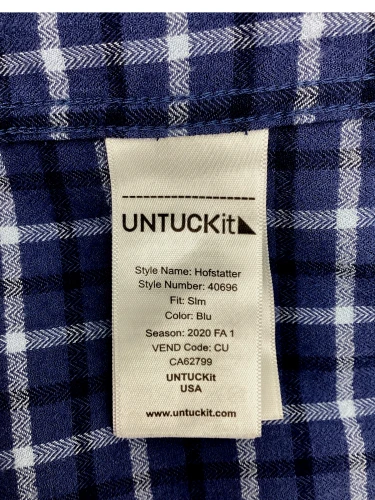 UNTUCKit
Style Name: Hofstatter
Style Number: 40696
Fit: Slm
Color: Blu
Season: 2020 FA 1
VEND Code: CU
CA62799
UNTUCKit
USA
www.untuckit.com